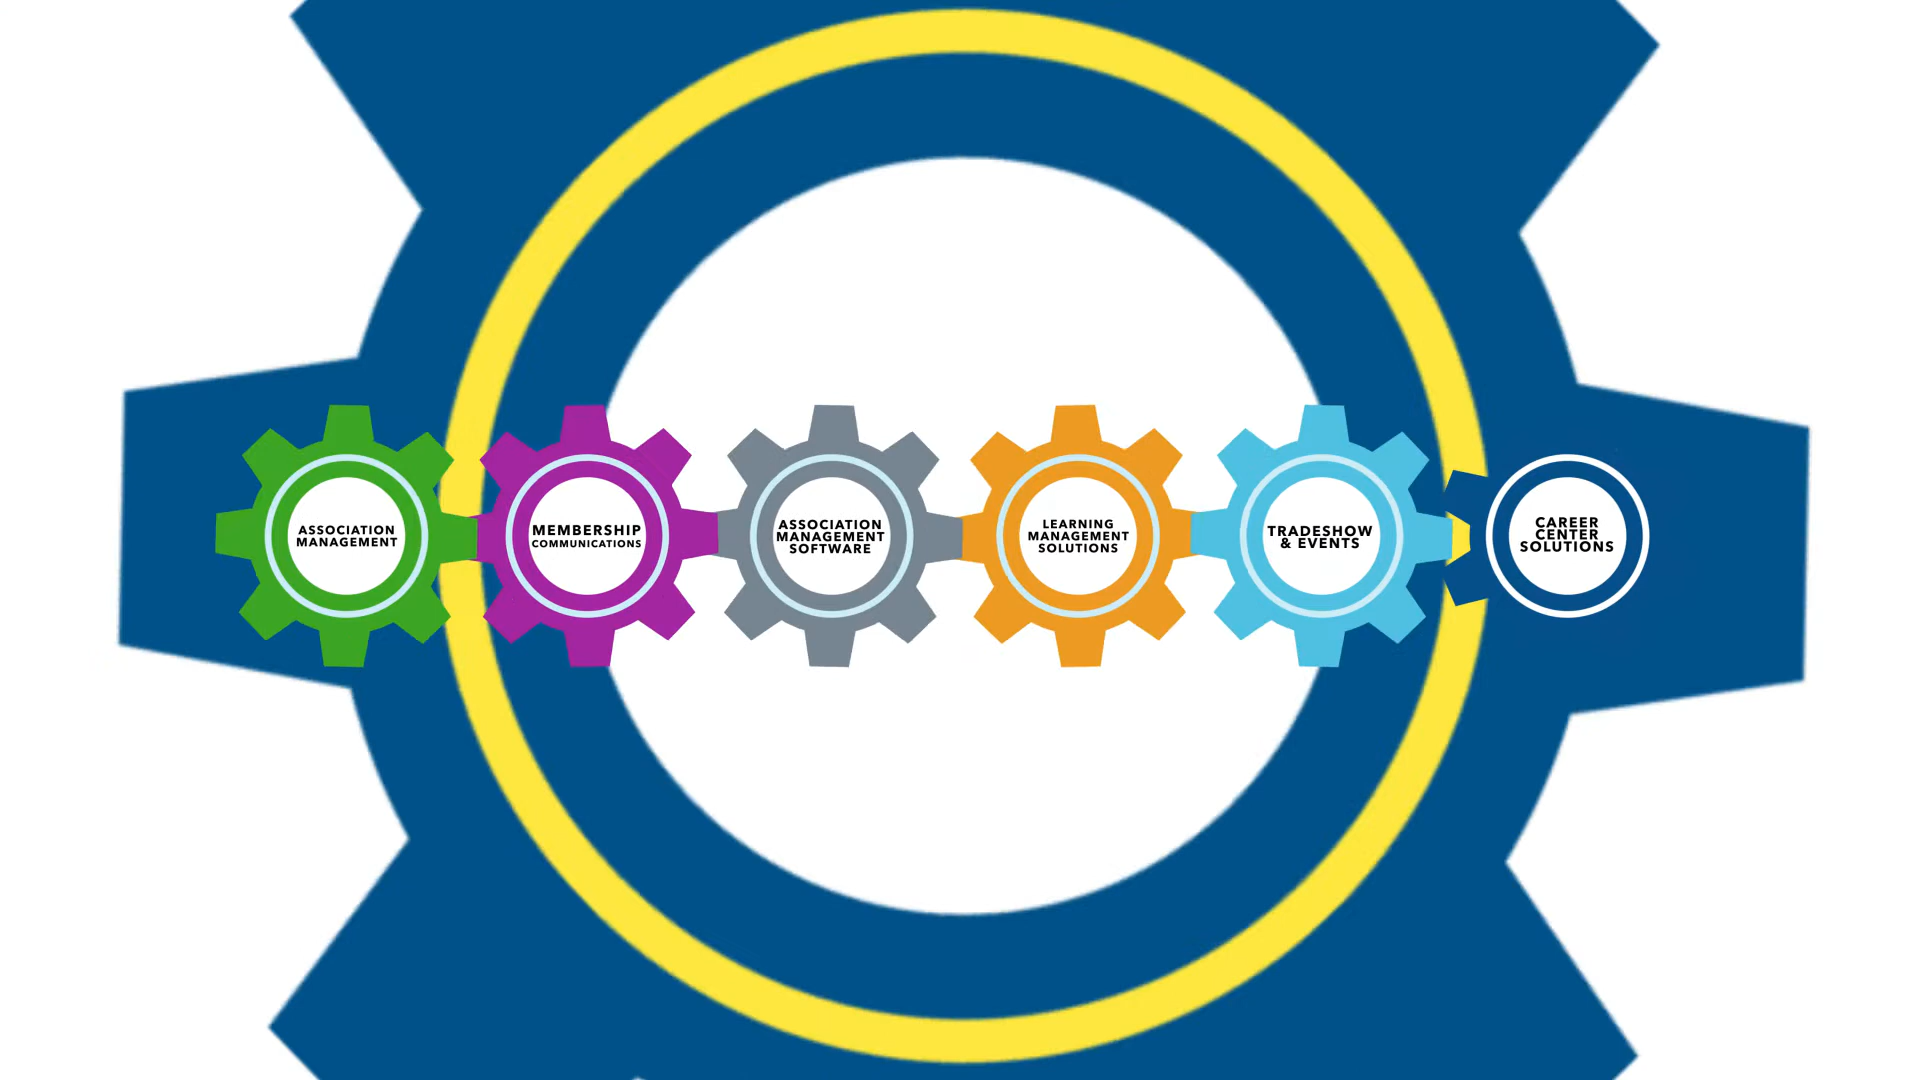 ASSOCIATION
MANAGEMENT
MEMBERSHIP
COMMUNICATIONS
ASSOCIATION
MANAGEMENT
SOFTWARE
LEARNING
MANAGEMENT
SOLUTIONS
TRADESHOW
& EVENTS
CAREER
CENTER
SOLUTIONS